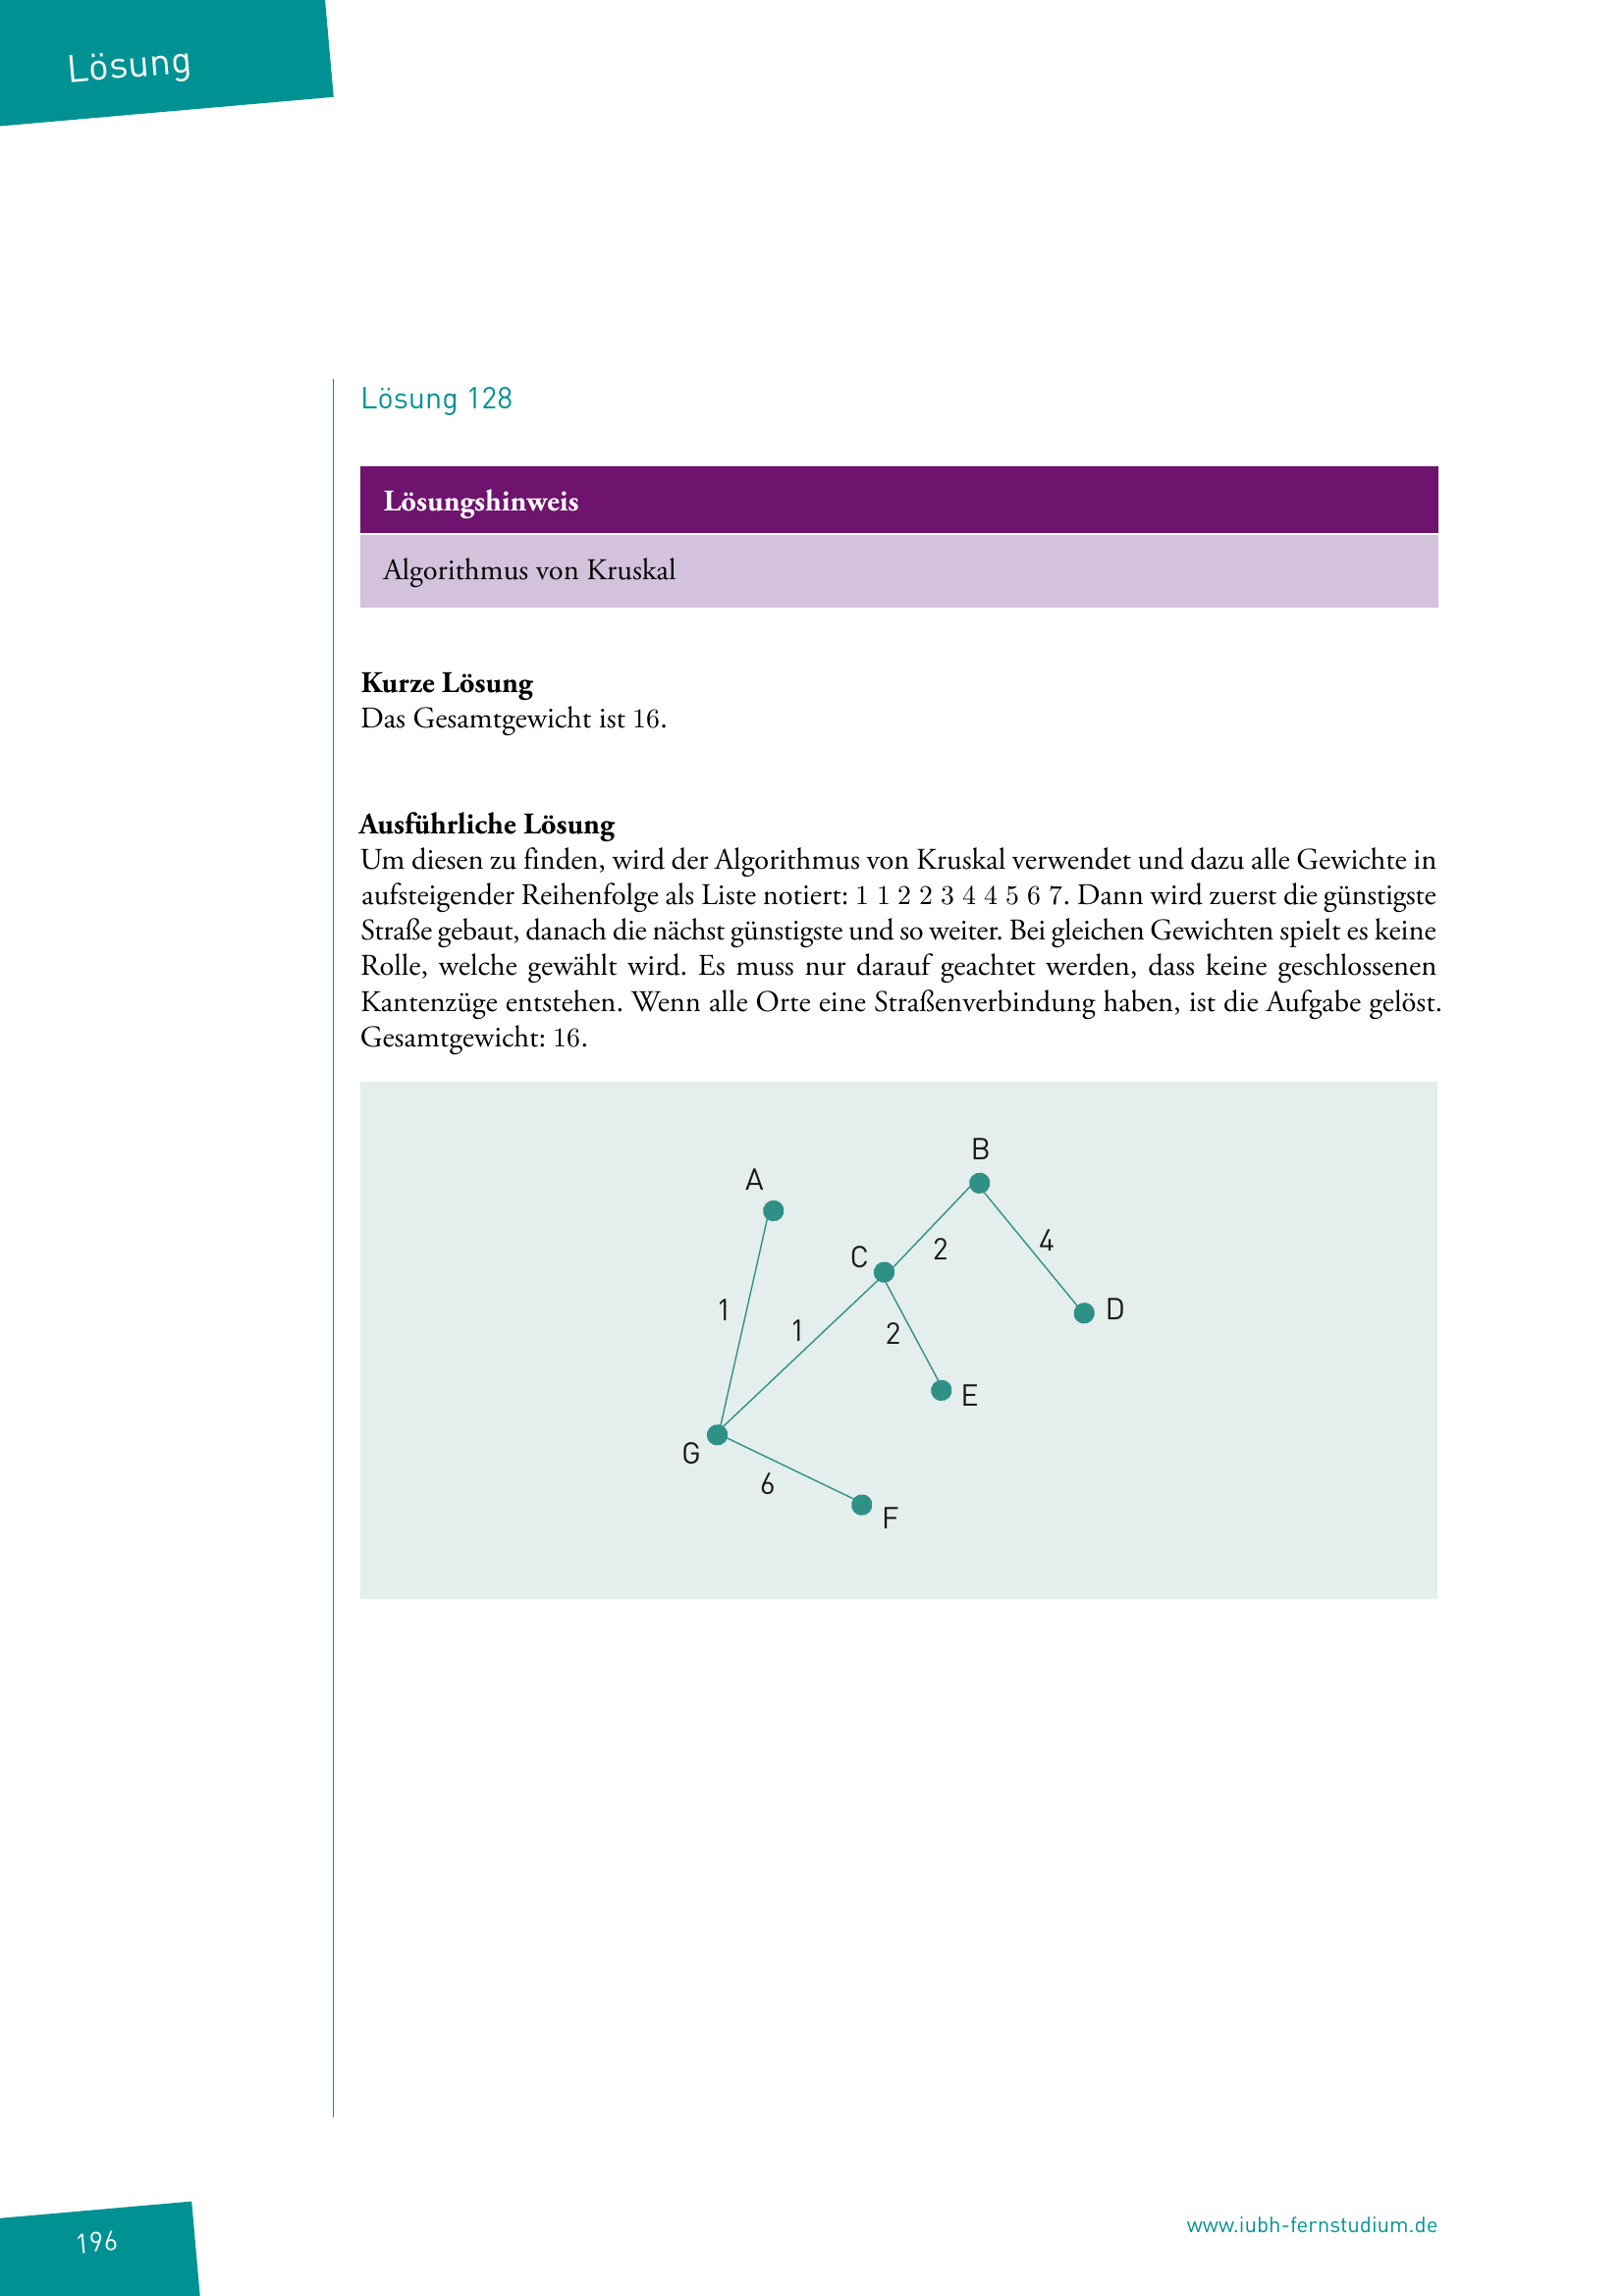 Lösung
Lösung 128
Lösungshinweis
Algorithmus von Kruskal
Kurze Lösung
Das Gesamtgewicht ist 16.
Ausführliche Lösung
Um diesen zu finden, wird der Algorithmus von Kruskal verwendet und dazu alle Gewichte in
aufsteigender Reihenfolge als Liste notiert: 1 1 2 2 3 4 4 5 6 7. Dann wird zuerst die günstigste
Straße gebaut, danach die nächst günstigste und so weiter. Bei gleichen Gewichten spielt es keine
Rolle, welche gewählt wird. Es muss nur darauf geachtet werden, dass keine geschlossenen
Kantenzüge entstehen. Wenn alle Orte eine Straßenverbindung haben, ist die Aufgabe gelöst.
Gesamtgewicht: 16.
B
A
4
2
C
D
1
1
2
E
G
6
F
www.iubh-fernstudium.de
196